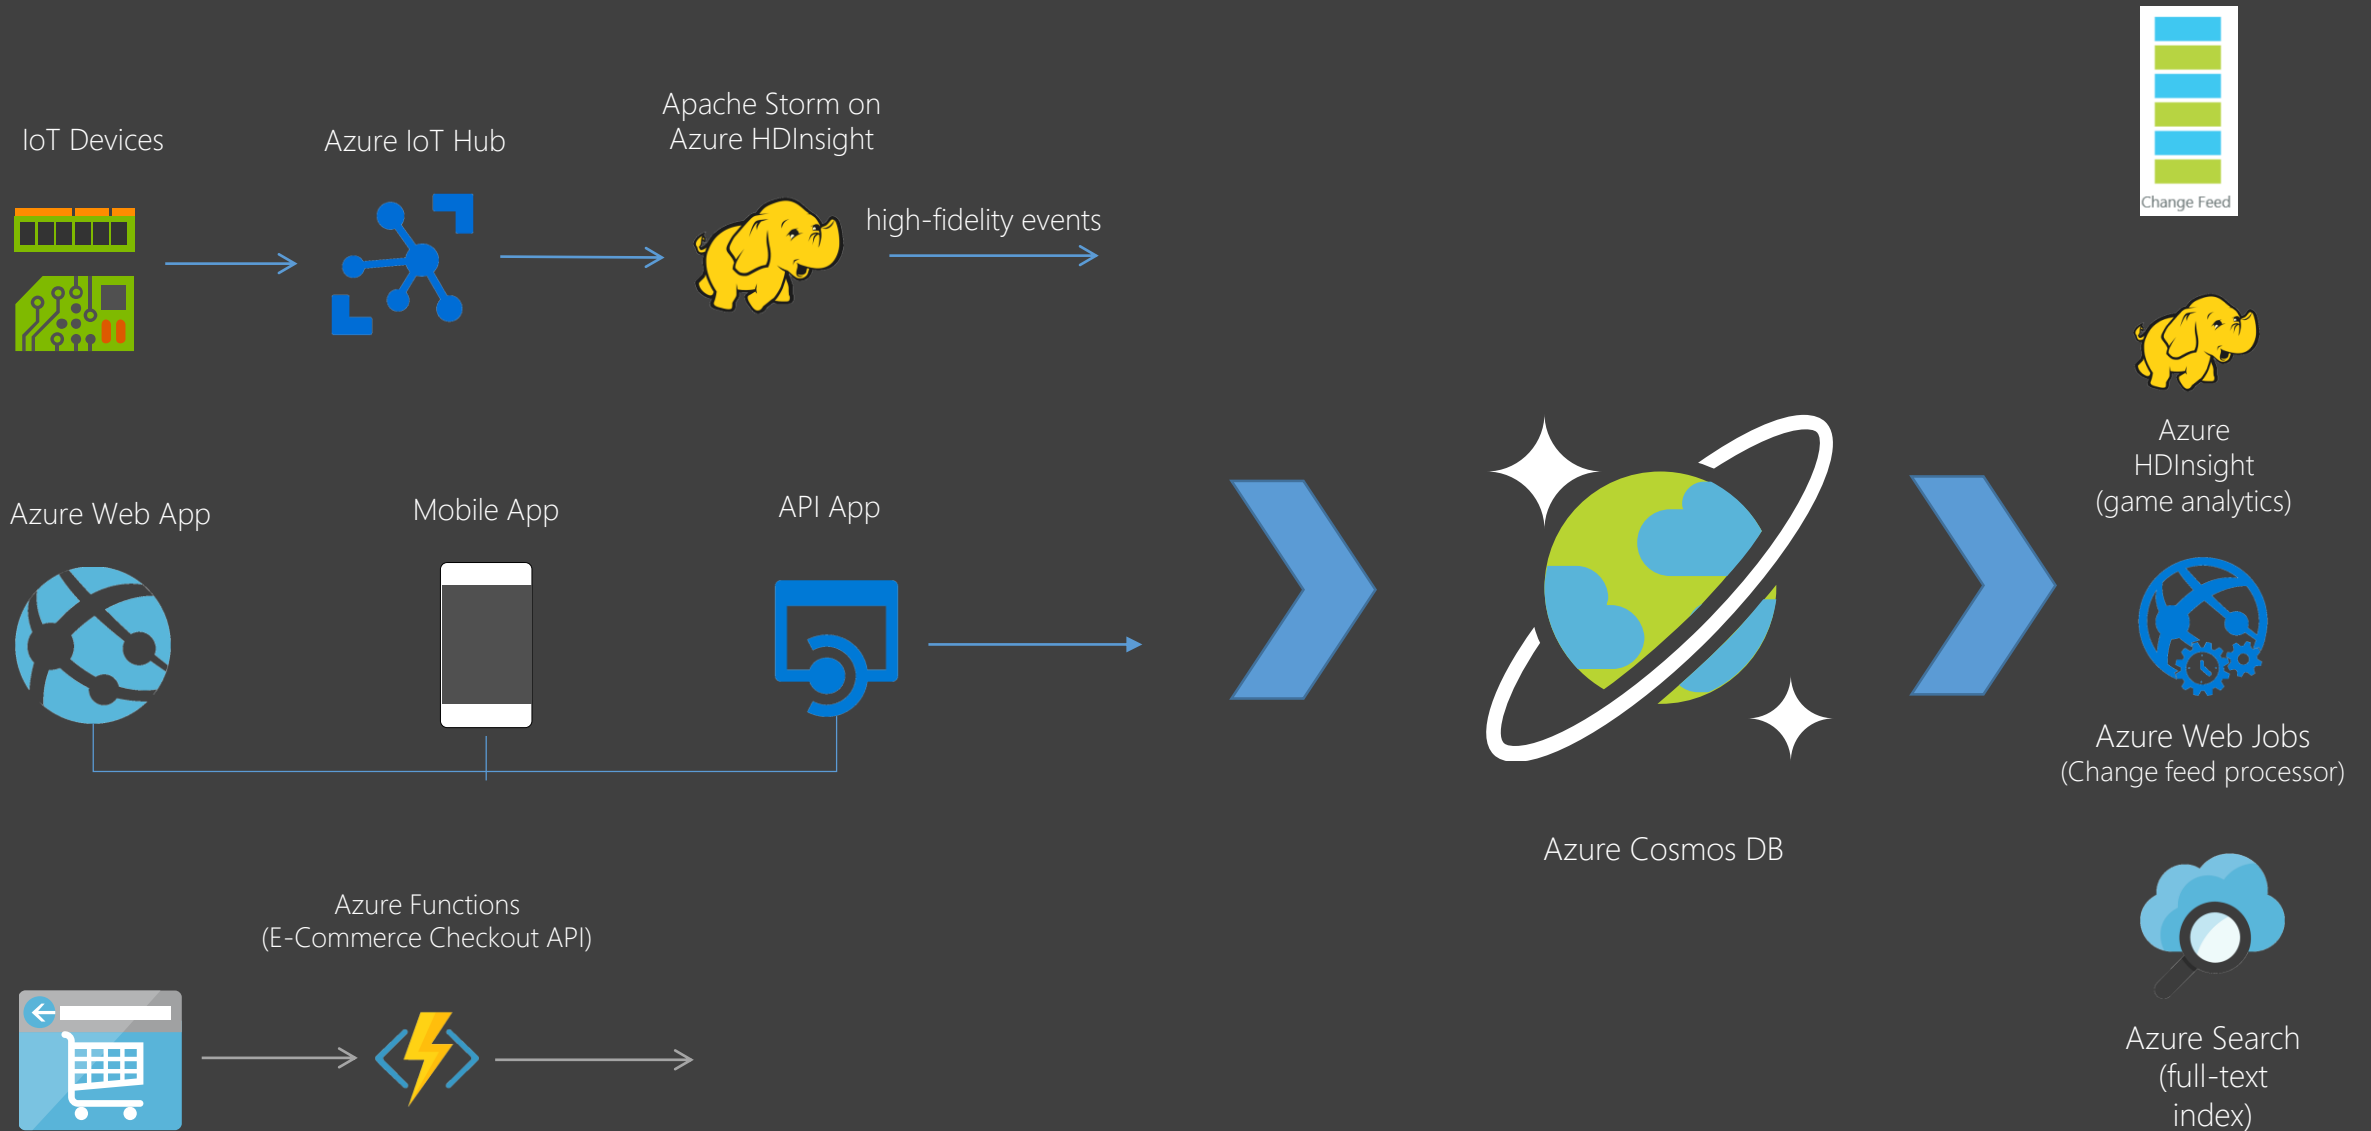 IoT Devices
Azure IoT Hub
Apache Storm on
Azure HDInsight
high-fidelity events
Change Feed
Azure
HDInsight
(game analytics)
Azure Web App
Mobile App
API App
Azure Cosmos DB
Azure Web Jobs
(Change feed processor)
Azure Functions
(E-Commerce Checkout API)
Azure Search
(full-text
index)